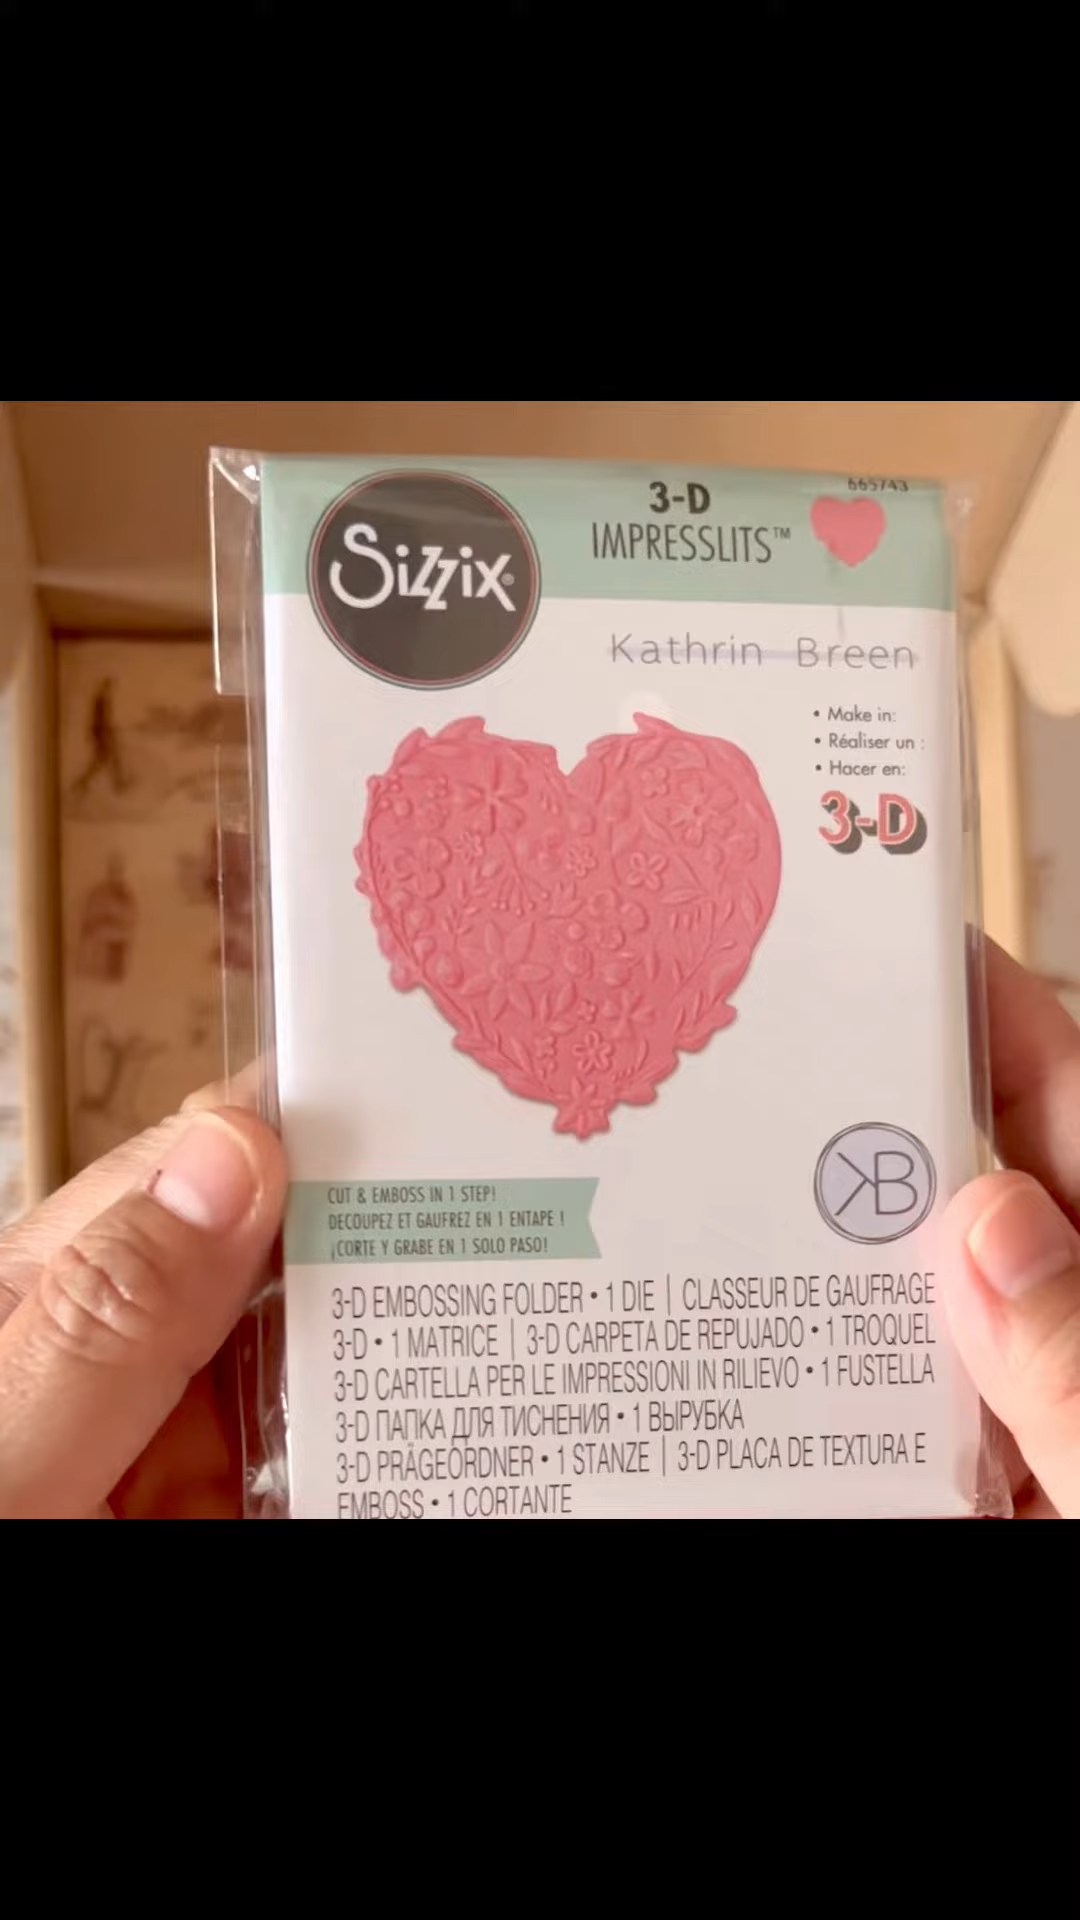 Sizzix®
3-D
IMPRESSLITS™
665743
Kathrin Breen
• Make in:
• Réaliser un :
• Hacer en:
3-D
KB
CUT & EMBOSS IN 1 STEP!
DECOUPEZ ET GAUFREZ EN 1 ENTAPE !
¡CORTE Y GRABE EN 1 SOLO PASO!
3-D EMBOSSING FOLDER • 1 DIE | CLASSEUR DE GAUFRAGE
3-D • 1 MATRICE | 3-D CARPETA DE REPUJADO • 1 TROQUEL
3-D CARTELLA PER LE IMPRESSIONI IN RILIEVO • 1 FUSTELLA
3-D ПАПКА ДЛЯ ТИСНЕНИЯ • 1 ВЫРУБКА
3-D PRÄGEORDNER • 1 STANZE | 3-D PLACA DE TEXTURA E
EMBOSS • 1 CORTANTE